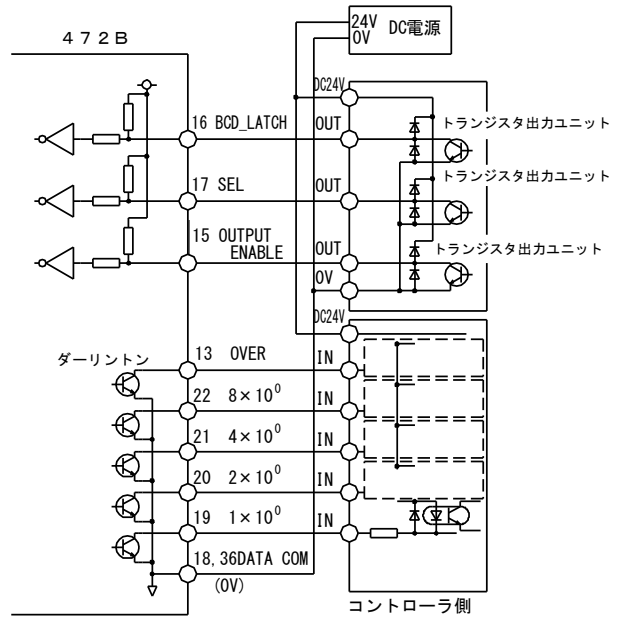 24V
0V
DC電源
472B
DC24V
16 BCD_LATCH
OUT
トランジスタ出力ユニット
トランジスタ出力ユニット
17 SEL
OUT
15 OUTPUT
ENABLE
OUT
トランジスタ出力ユニット
0V
DC24V
ダーリントン
13 OVER
IN
22 8×10⁰
IN
21 4×10⁰
IN
20 2×10⁰
IN
19 1×10⁰
IN
18,36DATA COM
(0V)
コントローラ側